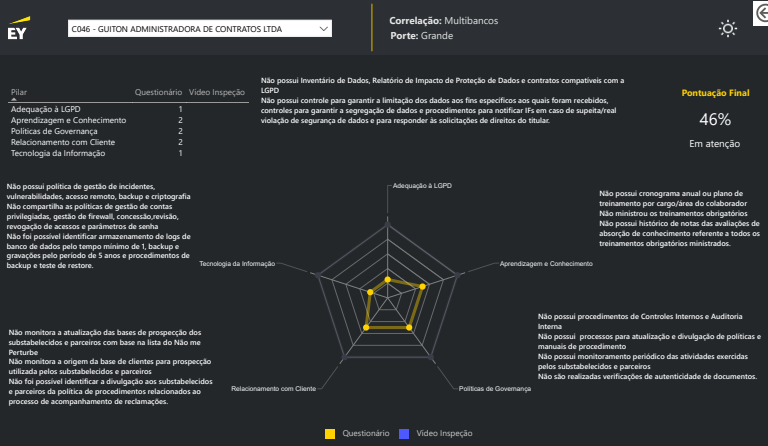 EY
C046 - GUITON ADMINISTRADORA DE CONTRATOS LTDA
Correlação: Multibancos
Porte: Grande
Pilar Questionário Vídeo Inspeção
Adequação à LGPD 1
Aprendizagem e Conhecimento 2
Políticas de Governança 2
Relacionamento com Cliente 2
Tecnologia da Informação 1
Não possui Inventário de Dados, Relatório de Impacto de Proteção de Dados e contratos compatíveis com a
LGPD
Não possui controle para garantir a limitação dos dados aos fins específicos aos quais foram recebidos,
controles para garantir a segregação de dados e procedimentos para notificar IFs em caso de supeita/real
violação de segurança de dados e para responder às solicitações de direitos do titular.
Pontuação Final
46%
Em atenção
Não possui política de gestão de incidentes,
vulnerabilidades, acesso remoto, backup e criptografia
Não compartilha as políticas de gestão de contas
privilegiadas, gestão de firewall, concessão,revisão,
revogação de acessos e parâmetros de senha
Não foi possível identificar armazenamento de logs de
banco de dados pelo tempo mínimo de 1, backup e
gravações pelo período de 5 anos e procedimentos de
backup e teste de restore.
Adequação à LGPD
Não possui cronograma anual ou plano de
treinamento por cargo/área do colaborador
Não ministrou os treinamentos obrigatórios
Não possui histórico de notas das avaliações de
absorção de conhecimento referente a todos os
treinamentos obrigatórios ministrados.
Tecnologia da Informação
Aprendizagem e Conhecimento
Não monitora a atualização das bases de prospecção dos
substabelecidos e parceiros com base na lista do Não me
Perturbe
Não monitora a origem da base de clientes para prospecção
utilizada pelos substabelecidos e parceiros
Não foi possível identificar a divulgação aos substabelecidos
e parceiros da política de procedimentos relacionados ao
processo de acompanhamento de reclamações.
Não possui procedimentos de Controles Internos e Auditoria
Interna
Não possui processos para atualização e divulgação de políticas e
manuais de procedimento
Não possui monitoramento periódico das atividades exercidas
pelos substabelecidos e parceiros
Não são realizadas verificações de autenticidade de documentos.
Relacionamento com Cliente
Políticas de Governança
Questionário
Vídeo Inspeção